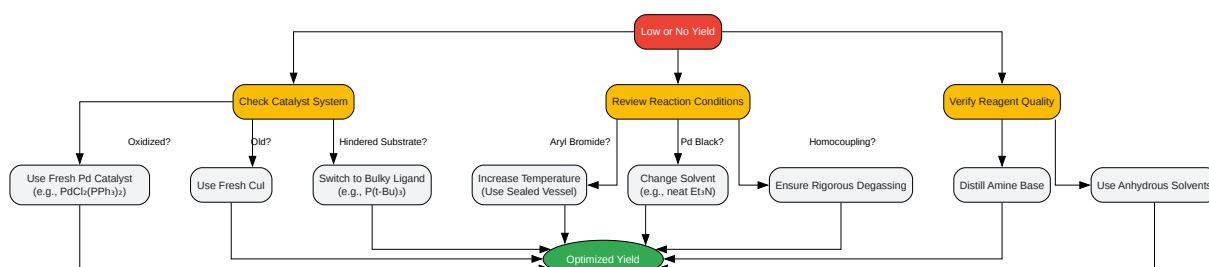 Low or No Yield
Check Catalyst System
Review Reaction Conditions
Verify Reagent Quality
Oxidized?
Old?
Hindered Substrate?
Aryl Bromide?
Pd Black?
Homocoupling?
Use Fresh Pd Catalyst
(e.g., PdCl₂(PPh₃)₂)
Use Fresh CuI
Switch to Bulky Ligand
(e.g., P(t-Bu)₃)
Increase Temperature
(Use Sealed Vessel)
Change Solvent
(e.g., neat Et₃N)
Ensure Rigorous Degassing
Distill Amine Base
Use Anhydrous Solvents
Optimized Yield